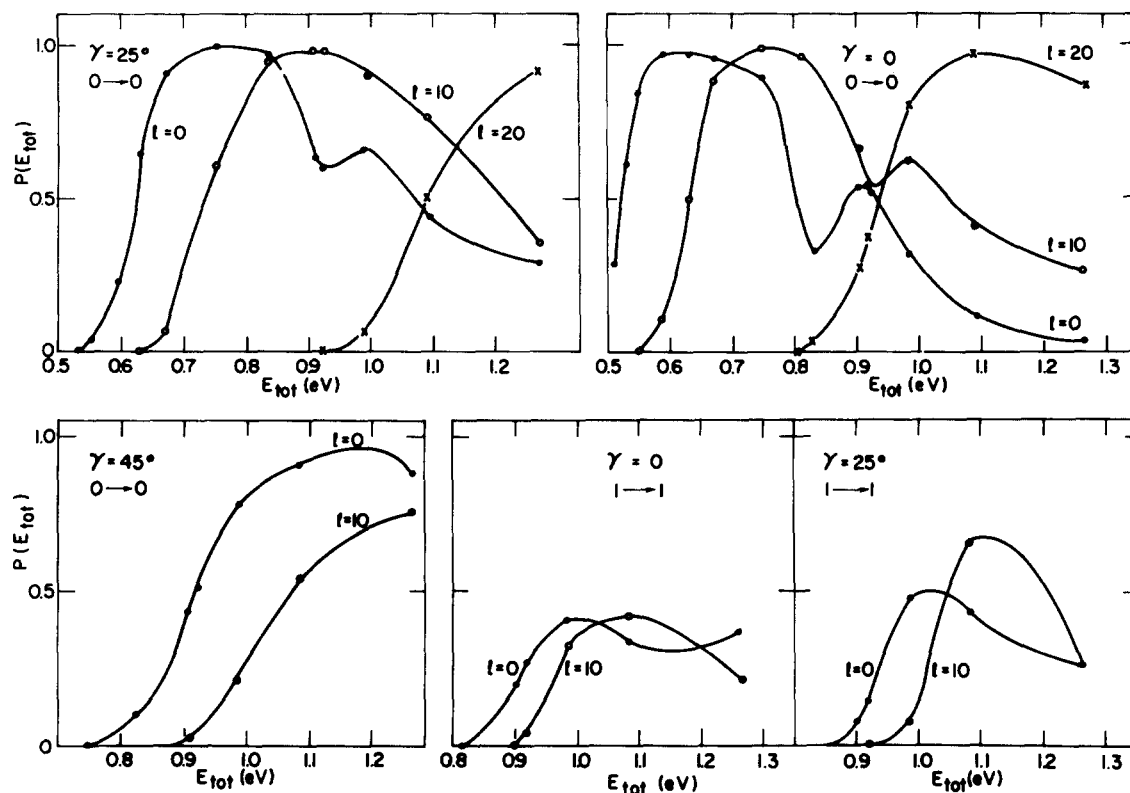 γ = 25°
0→0
l = 0
l = 10
l = 20
P(E_tot)
1.0
0.5
0
0.5 0.6 0.7 0.8 0.9 1.0 1.1 1.2
E_tot (eV)
γ = 0
0→0
l = 20
l = 10
l = 0
0.5 0.6 0.7 0.8 0.9 1.0 1.1 1.2 1.3
E_tot (eV)
γ = 45°
0→0
l = 0
l = 10
P(E_tot)
1.0
0.5
0
0.8 0.9 1.0 1.1 1.2
E_tot (eV)
γ = 0
1→1
l = 0
l = 10
0.8 0.9 1.0 1.1 1.2 1.3
E_tot (eV)
γ = 25°
1→1
l = 0
l = 10
0.9 1.0 1.1 1.2 1.3
E_tot (eV)